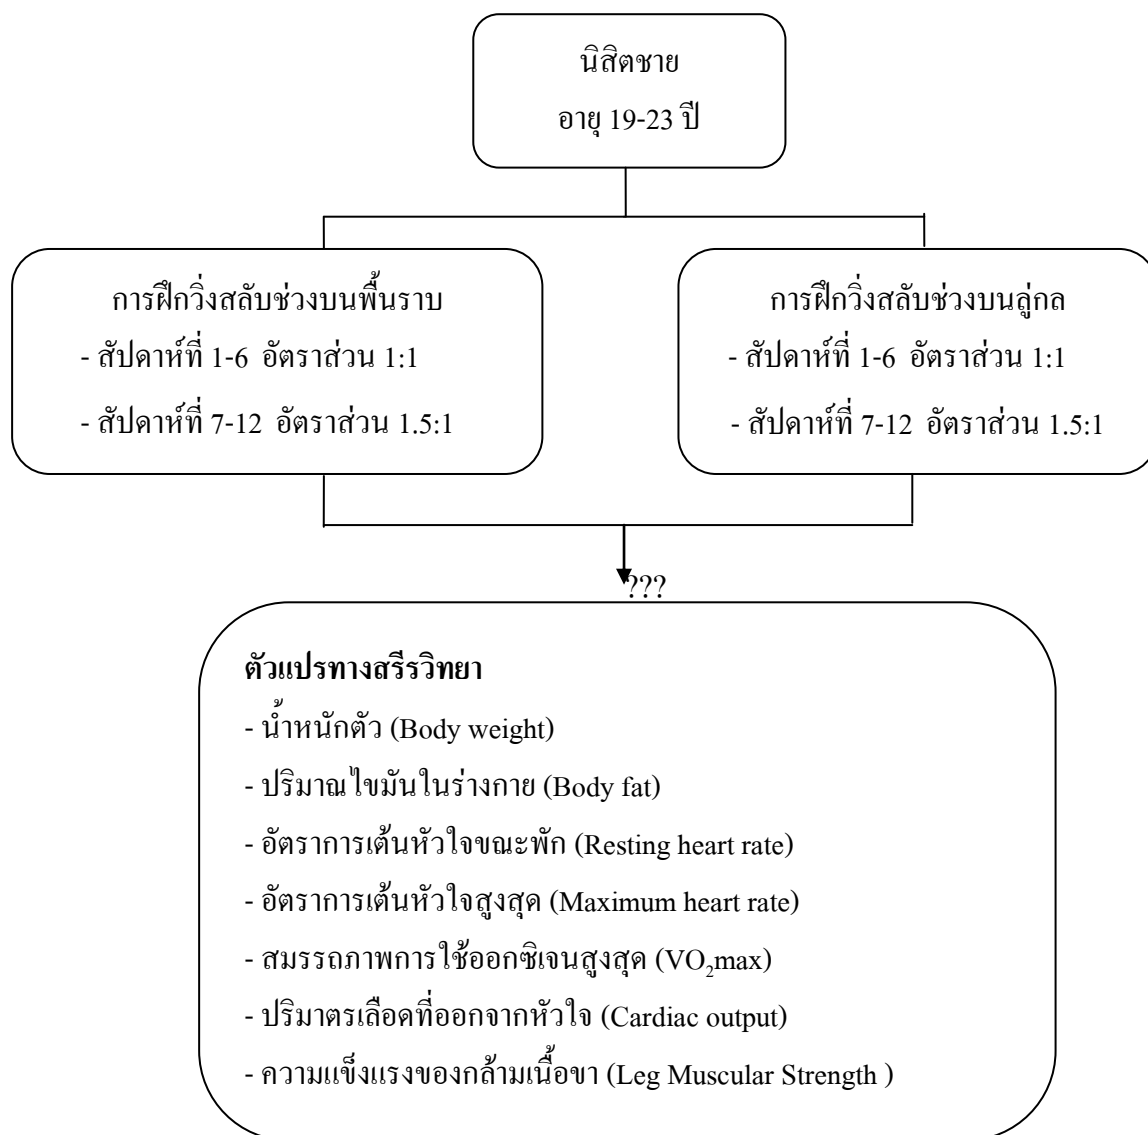 นิสิตชาย
อายุ 19-23 ปี
การฝึกวิ่งสลับช่วงบนพื้นราบ
- สัปดาห์ที่ 1-6 อัตราส่วน 1:1
- สัปดาห์ที่ 7-12 อัตราส่วน 1.5:1
การฝึกวิ่งสลับช่วงบนลู่กล
- สัปดาห์ที่ 1-6 อัตราส่วน 1:1
- สัปดาห์ที่ 7-12 อัตราส่วน 1.5:1
???
ตัวแปรทางสรีรวิทยา
- น้ำหนักตัว (Body weight)
- ปริมาณไขมันในร่างกาย (Body fat)
- อัตราการเต้นหัวใจขณะพัก (Resting heart rate)
- อัตราการเต้นหัวใจสูงสุด (Maximum heart rate)
- สมรรถภาพการใช้ออกซิเจนสูงสุด (VO₂max)
- ปริมาตรเลือดที่ออกจากหัวใจ (Cardiac output)
- ความแข็งแรงของกล้ามเนื้อขา (Leg Muscular Strength )